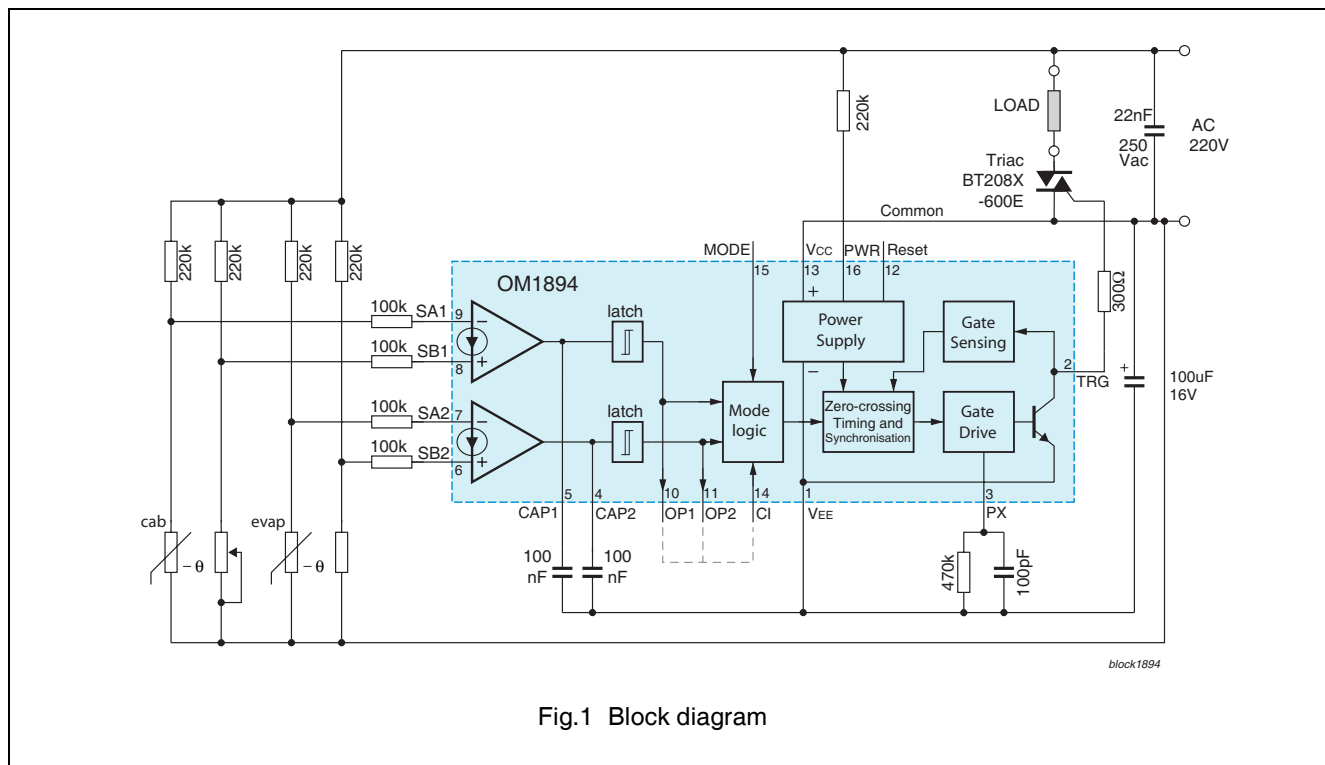 220k
LOAD
22nF
250
Vac
AC
220V
Triac
BT208X
-600E
Common
220k
220k
220k
220k
MODE
VCC
PWR
Reset
15
13
16
12
OM1894
300Ω
100k
SA1
9
−
latch
+
Power
Supply
−
Gate
Sensing
100k
SB1
8
+
2
TRG
+
100uF
16V
100k
SA2
7
−
latch
Mode
logic
Zero-crossing
Timing and
Synchronisation
Gate
Drive
100k
SB2
6
+
5
4
10
11
14
1
3
CAP1
CAP2
OP1
OP2
CI
VEE
PX
cab
− θ
evap
− θ
100
nF
100
nF
470k
100pF
block1894
Fig.1 Block diagram